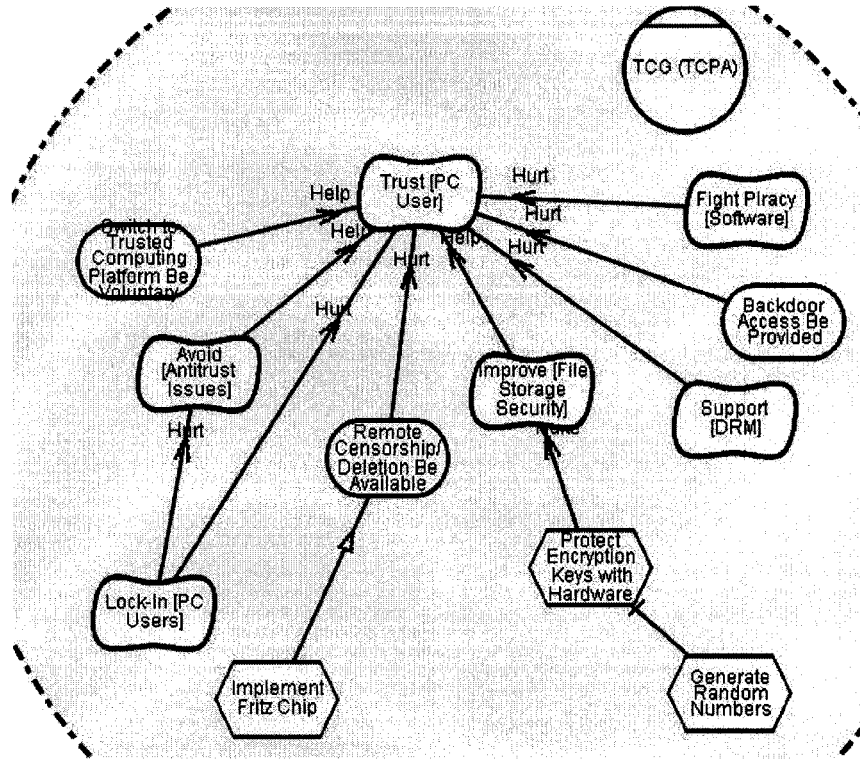 TCG (TCPA)
Trust [PC
User]
Hurt
Help
Fight Piracy
[Software]
Hurt
Switch to
Trusted
Computing
Platform Be
Voluntary
Help
Help
Hurt
Hurt
Backdoor
Access Be
Provided
Hurt
Avoid
[Antitrust
Issues]
Improve [File
Storage
Security]
Support
[DRM]
Hurt
Remote
Censorship/
Deletion Be
Available
Protect
Encryption
Keys with
Hardware
Lock-In [PC
Users]
Implement
Fritz Chip
Generate
Random
Numbers